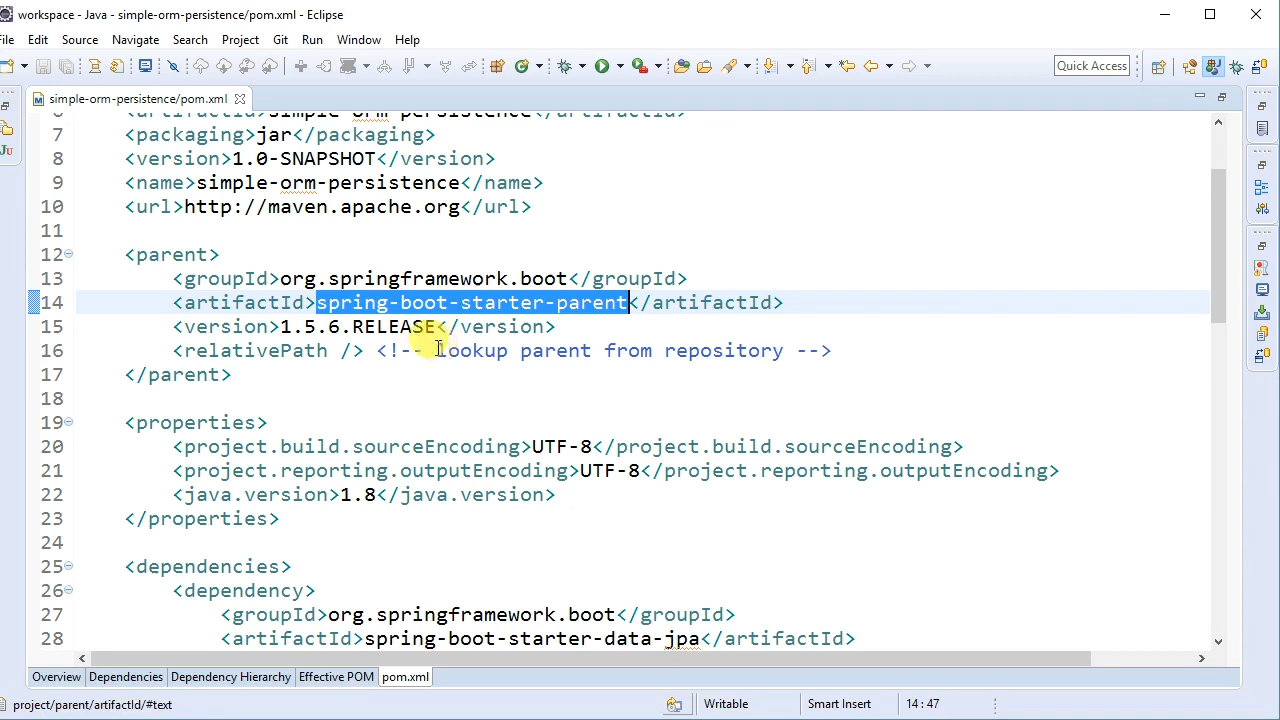 workspace - Java - simple-orm-persistence/pom.xml - Eclipse
File Edit Source Navigate Search Project Git Run Window Help
Quick Access
simple-orm-persistence/pom.xml
6 <artifactId>simple-orm-persistence</artifactId>
7 <packaging>jar</packaging>
8 <version>1.0-SNAPSHOT</version>
9 <name>simple-orm-persistence</name>
10 <url>http://maven.apache.org</url>
11
12 <parent>
13 <groupId>org.springframework.boot</groupId>
14 <artifactId>spring-boot-starter-parent</artifactId>
15 <version>1.5.6.RELEASE</version>
16 <relativePath /> <!-- lookup parent from repository -->
17 </parent>
18
19 <properties>
20 <project.build.sourceEncoding>UTF-8</project.build.sourceEncoding>
21 <project.reporting.outputEncoding>UTF-8</project.reporting.outputEncoding>
22 <java.version>1.8</java.version>
23 </properties>
24
25 <dependencies>
26 <dependency>
27 <groupId>org.springframework.boot</groupId>
28 <artifactId>spring-boot-starter-data-jpa</artifactId>
Overview Dependencies Dependency Hierarchy Effective POM pom.xml
project/parent/artifactId/#text Writable Smart Insert 14 : 47